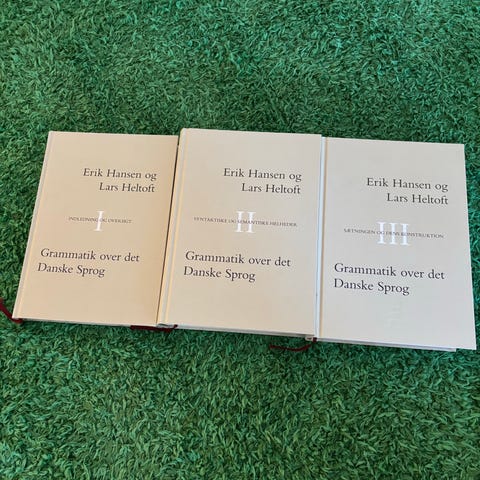 Erik Hansen og
Lars Heltoft
I
INDLEDNING OG OVERSIGT
Grammatik over det
Danske Sprog
Erik Hansen og
Lars Heltoft
II
SYNTAKTISKE OG SEMANTISKE HELHEDER
Grammatik over det
Danske Sprog
Erik Hansen og
Lars Heltoft
III
SÆTNINGEN OG DENS KONSTRUKTION
Grammatik over det
Danske Sprog